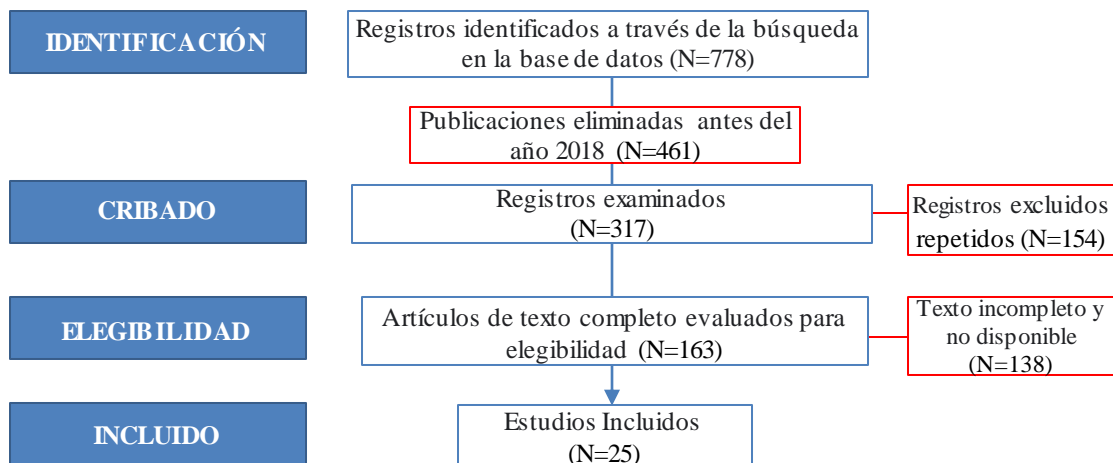 IDENTIFICACIÓN
Registros identificados a través de la búsqueda
en la base de datos (N=778)
Publicaciones eliminadas antes del
año 2018 (N=461)
CRIBADO
Registros examinados
(N=317)
Registros excluidos
repetidos (N=154)
ELEGIBILIDAD
Artículos de texto completo evaluados para
elegibilidad (N=163)
Texto incompleto y
no disponible
(N=138)
INCLUIDO
Estudios Incluidos
(N=25)